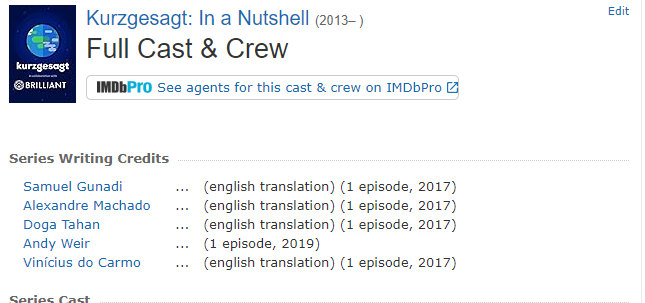 Kurzgesagt: In a Nutshell (2013– )
Edit
Full Cast & Crew
kurzgesagt
in collaboration with
BRILLIANT
IMDbPro See agents for this cast & crew on IMDbPro
Series Writing Credits
Samuel Gunadi ... (english translation) (1 episode, 2017)
Alexandre Machado ... (english translation) (1 episode, 2017)
Doga Tahan ... (english translation) (1 episode, 2017)
Andy Weir ... (1 episode, 2019)
Vinícius do Carmo ... (english translation) (1 episode, 2017)
Series Cast